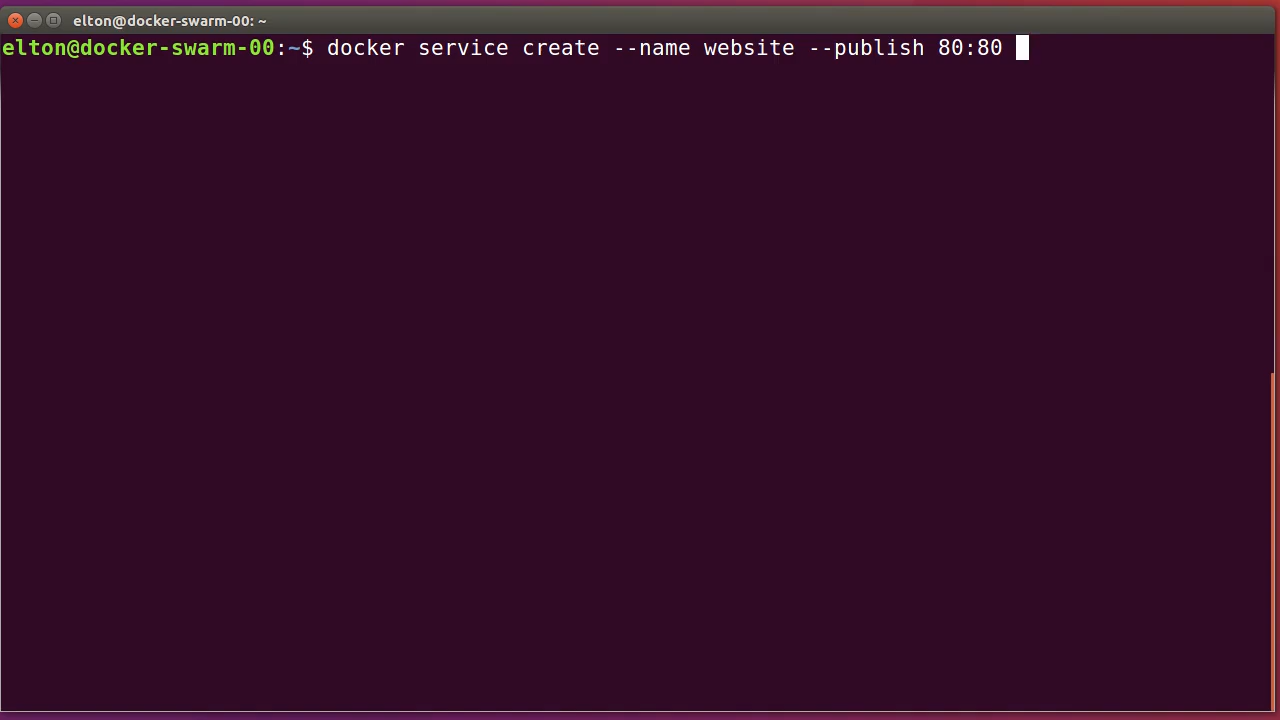 elton@docker-swarm-00: ~
elton@docker-swarm-00:~$ docker service create --name website --publish 80:80